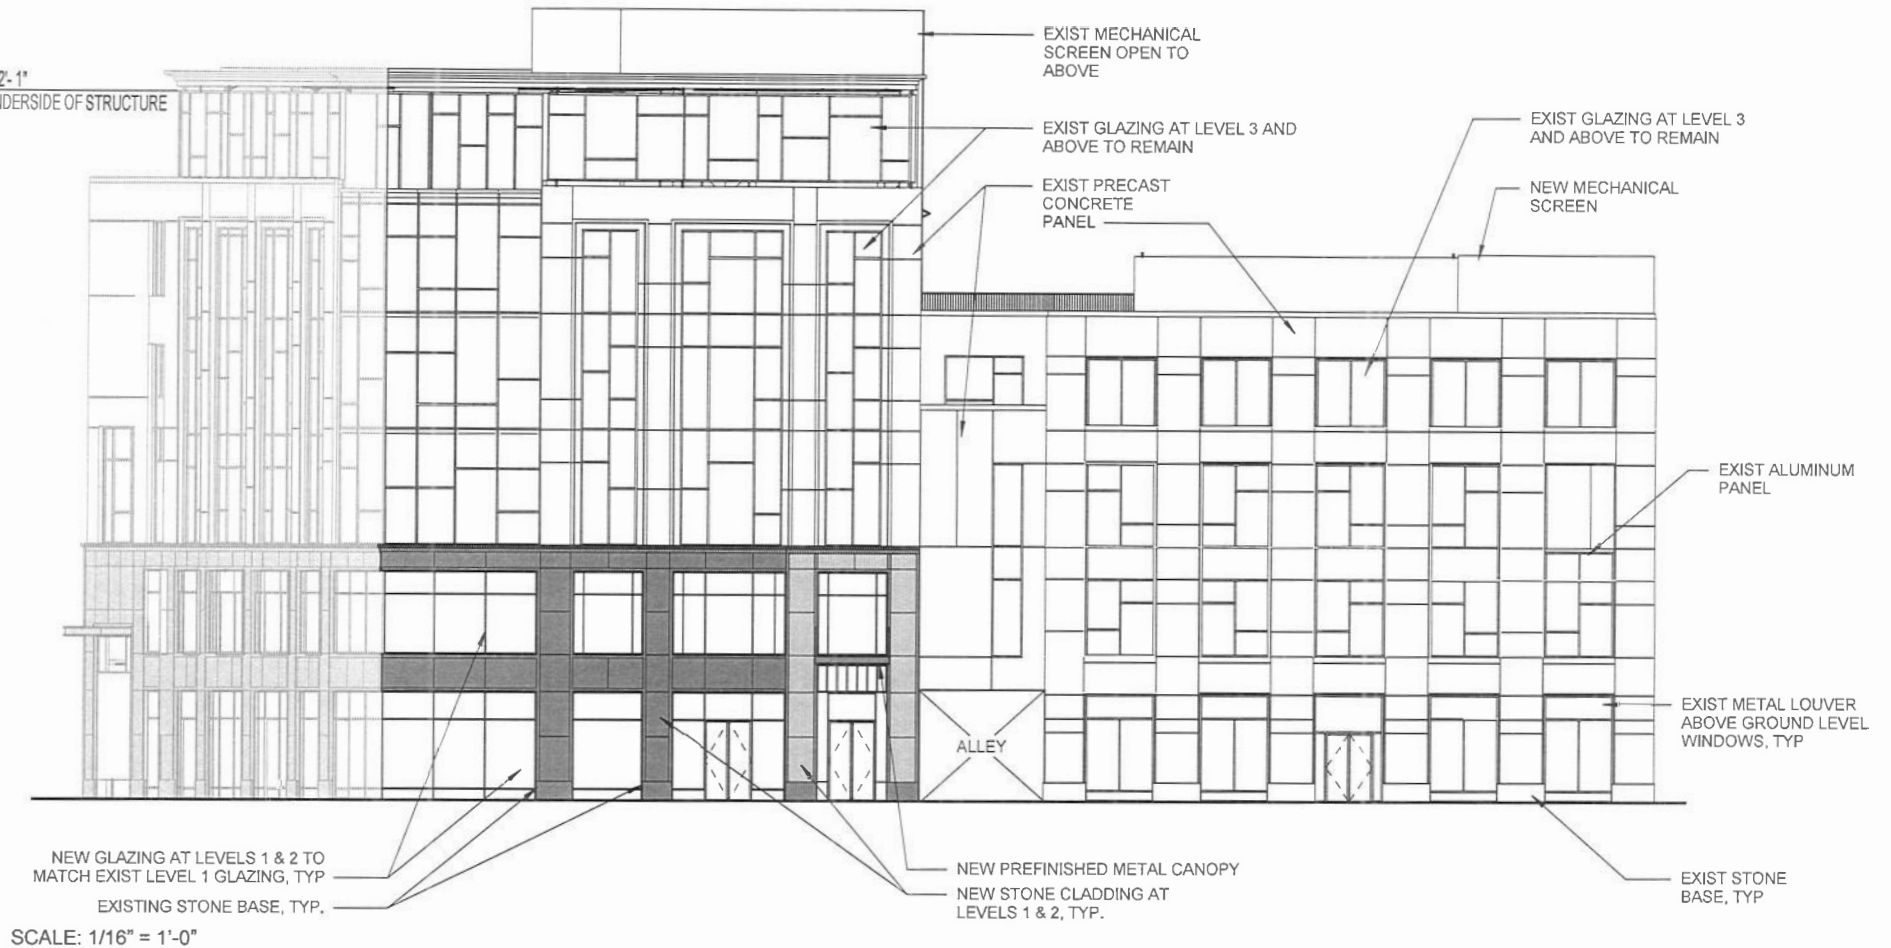 EXIST MECHANICAL
SCREEN OPEN TO
ABOVE
2'- 1"
NDERSIDE OF STRUCTURE
EXIST GLAZING AT LEVEL 3 AND
ABOVE TO REMAIN
EXIST GLAZING AT LEVEL 3
AND ABOVE TO REMAIN
EXIST PRECAST
CONCRETE
PANEL
NEW MECHANICAL
SCREEN
EXIST ALUMINUM
PANEL
EXIST METAL LOUVER
ABOVE GROUND LEVEL
WINDOWS, TYP
ALLEY
NEW GLAZING AT LEVELS 1 & 2 TO
MATCH EXIST LEVEL 1 GLAZING, TYP
EXISTING STONE BASE, TYP.
NEW PREFINISHED METAL CANOPY
NEW STONE CLADDING AT
LEVELS 1 & 2, TYP.
EXIST STONE
BASE, TYP
SCALE: 1/16" = 1'-0"